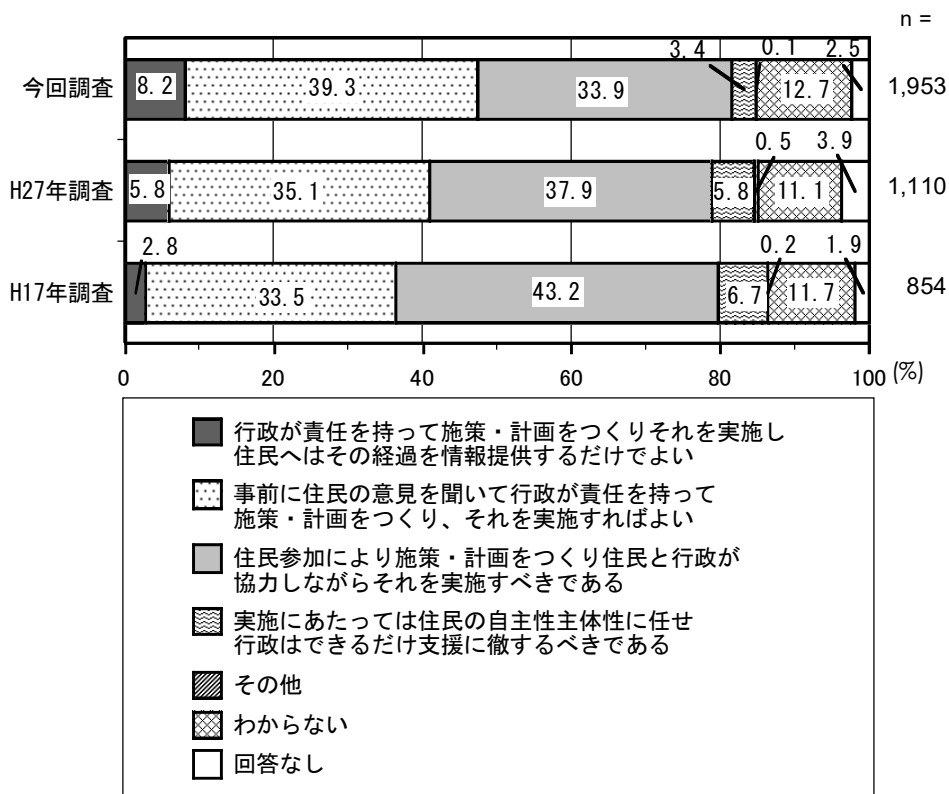 n =
3.4 0.1 2.5
今回調査 8.2 39.3 33.9 12.7 1,953
0.5 3.9
H27年調査 5.8 35.1 37.9 5.8 11.1 1,110
2.8 0.2 1.9
H17年調査 33.5 43.2 6.7 11.7 854
0 20 40 60 80 100 (%)
行政が責任を持って施策・計画をつくりそれを実施し
住民へはその経過を情報提供するだけでよい
事前に住民の意見を聞いて行政が責任を持って
施策・計画をつくり、それを実施すればよい
住民参加により施策・計画をつくり住民と行政が
協力しながらそれを実施すべきである
実施にあたっては住民の自主性主体性に任せ
行政はできるだけ支援に徹するべきである
その他
わからない
回答なし